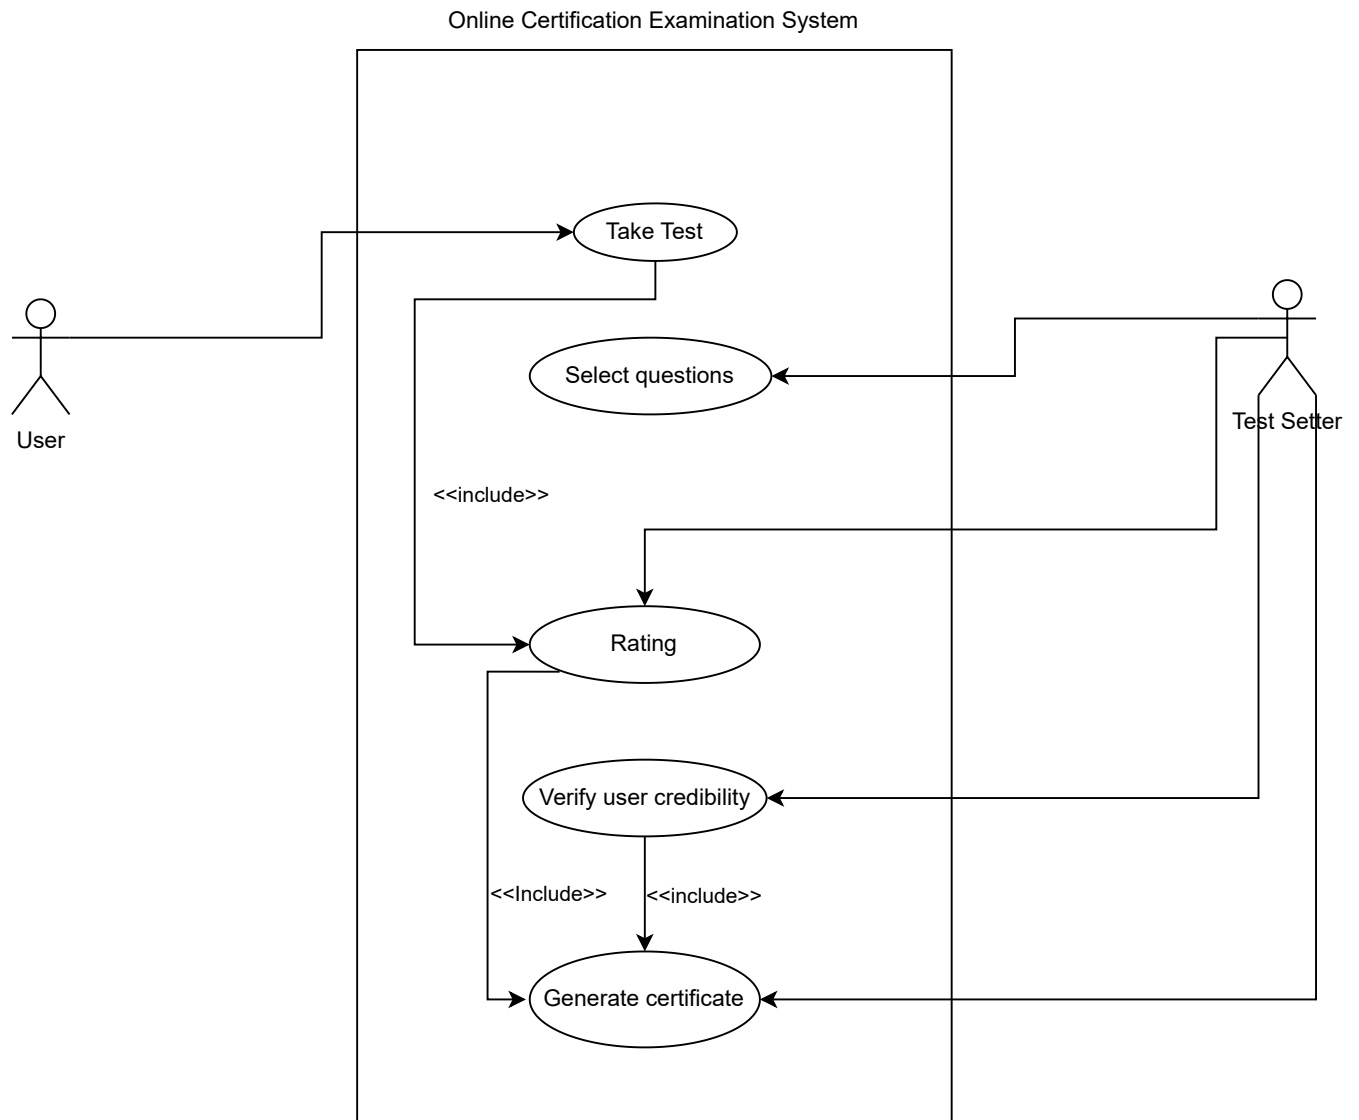 Online Certification Examination System
Take Test
Select questions
User
Test Setter
<<include>>
Rating
Verify user credibility
<<Include>>
<<include>>
Generate certificate